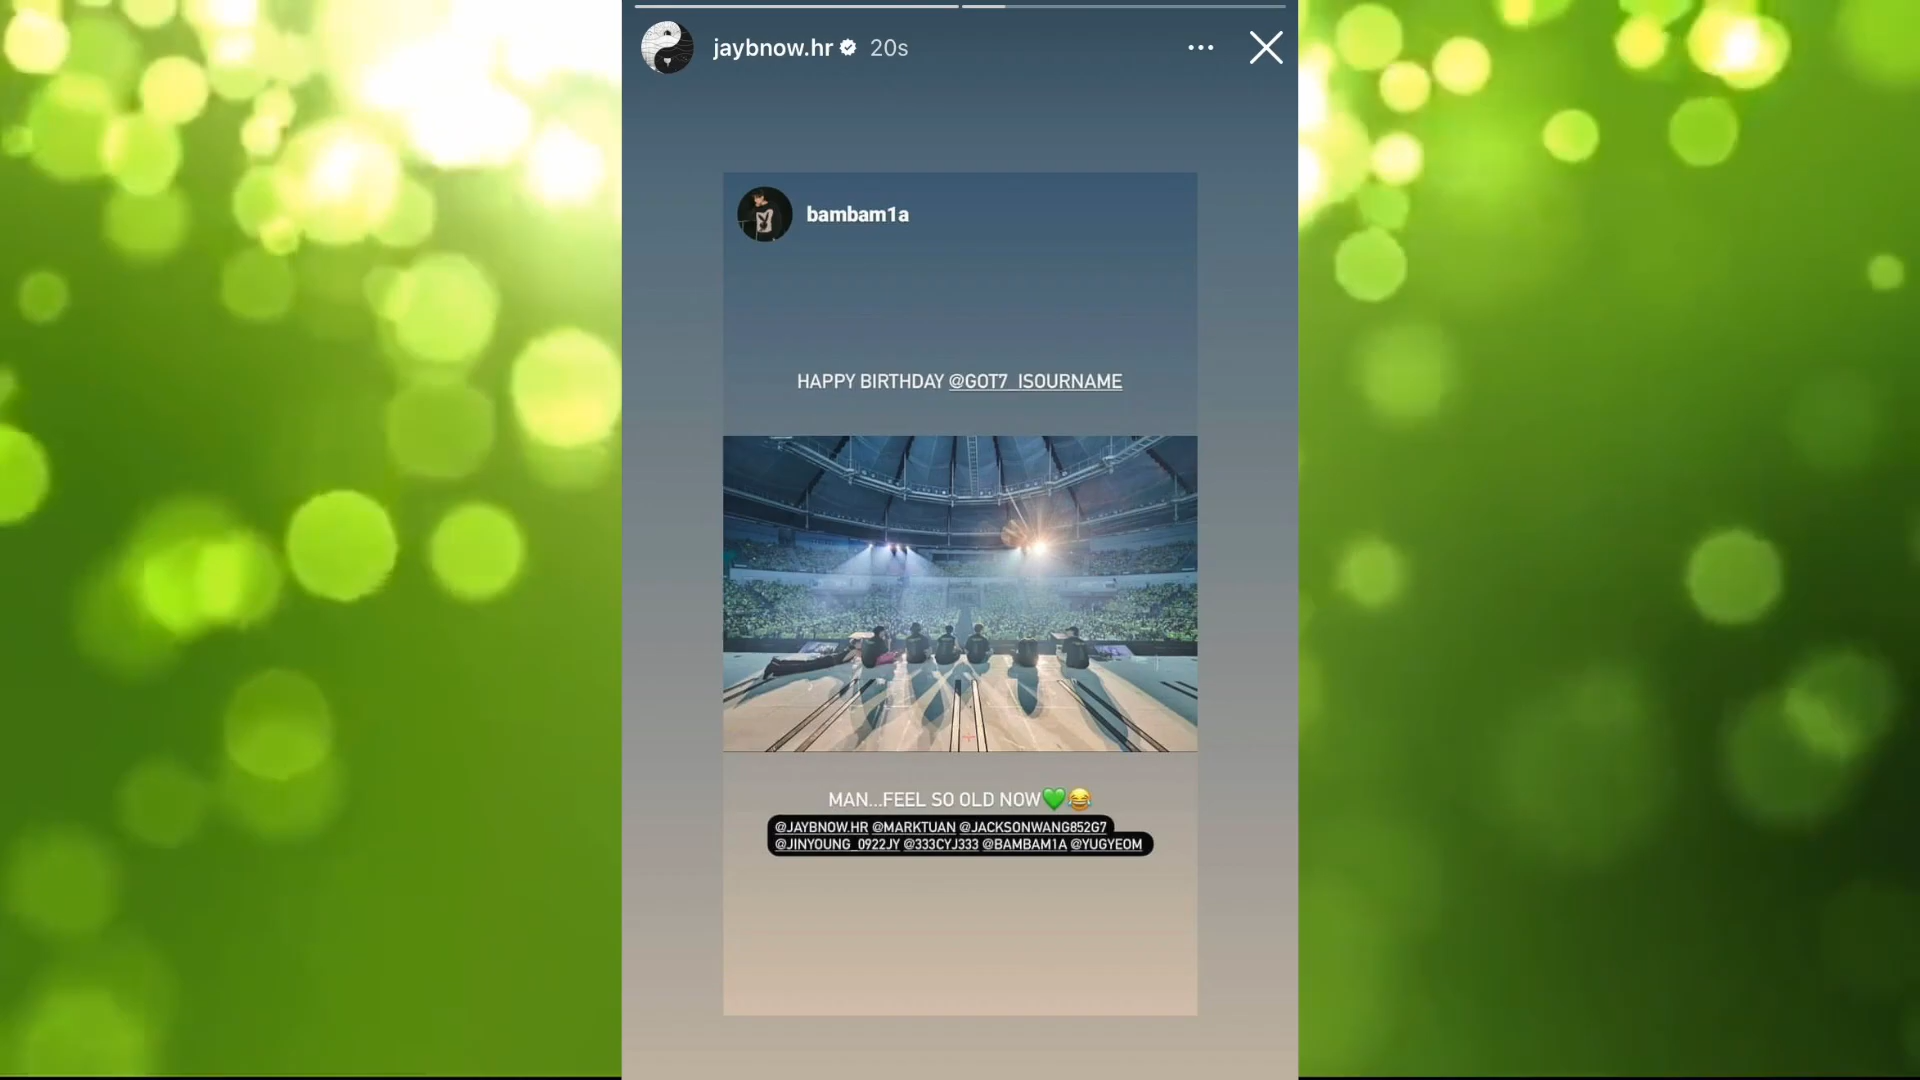 jaybnow.hr 20s
bambam1a
HAPPY BIRTHDAY @GOT7_ISOURNAME
MAN...FEEL SO OLD NOW💚😂
@JAYBNOW.HR @MARKTUAN @JACKSONWANG852G7
@JINYOUNG_0922JY @333CYJ333 @BAMBAM1A @YUGYEOM